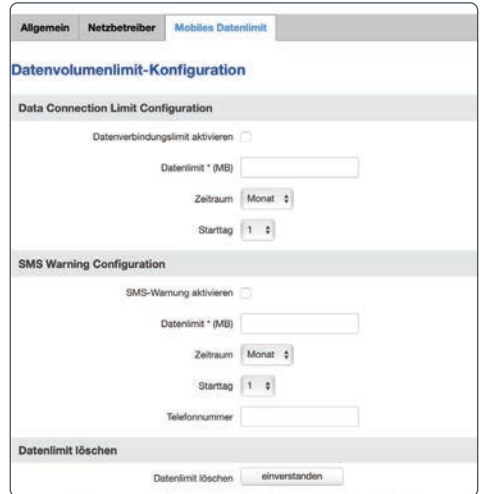 Allgemein Netzbetreiber Mobiles Datenlimit
Datenvolumenlimit-Konfiguration
Data Connection Limit Configuration
Datenverbindungslimit aktivieren
Datenlimit * (MB)
Zeitraum Monat
Starttag 1
SMS Warning Configuration
SMS-Warnung aktivieren
Datenlimit * (MB)
Zeitraum Monat
Starttag 1
Telefonnummer
Datenlimit löschen
Datenlimit löschen einverstanden